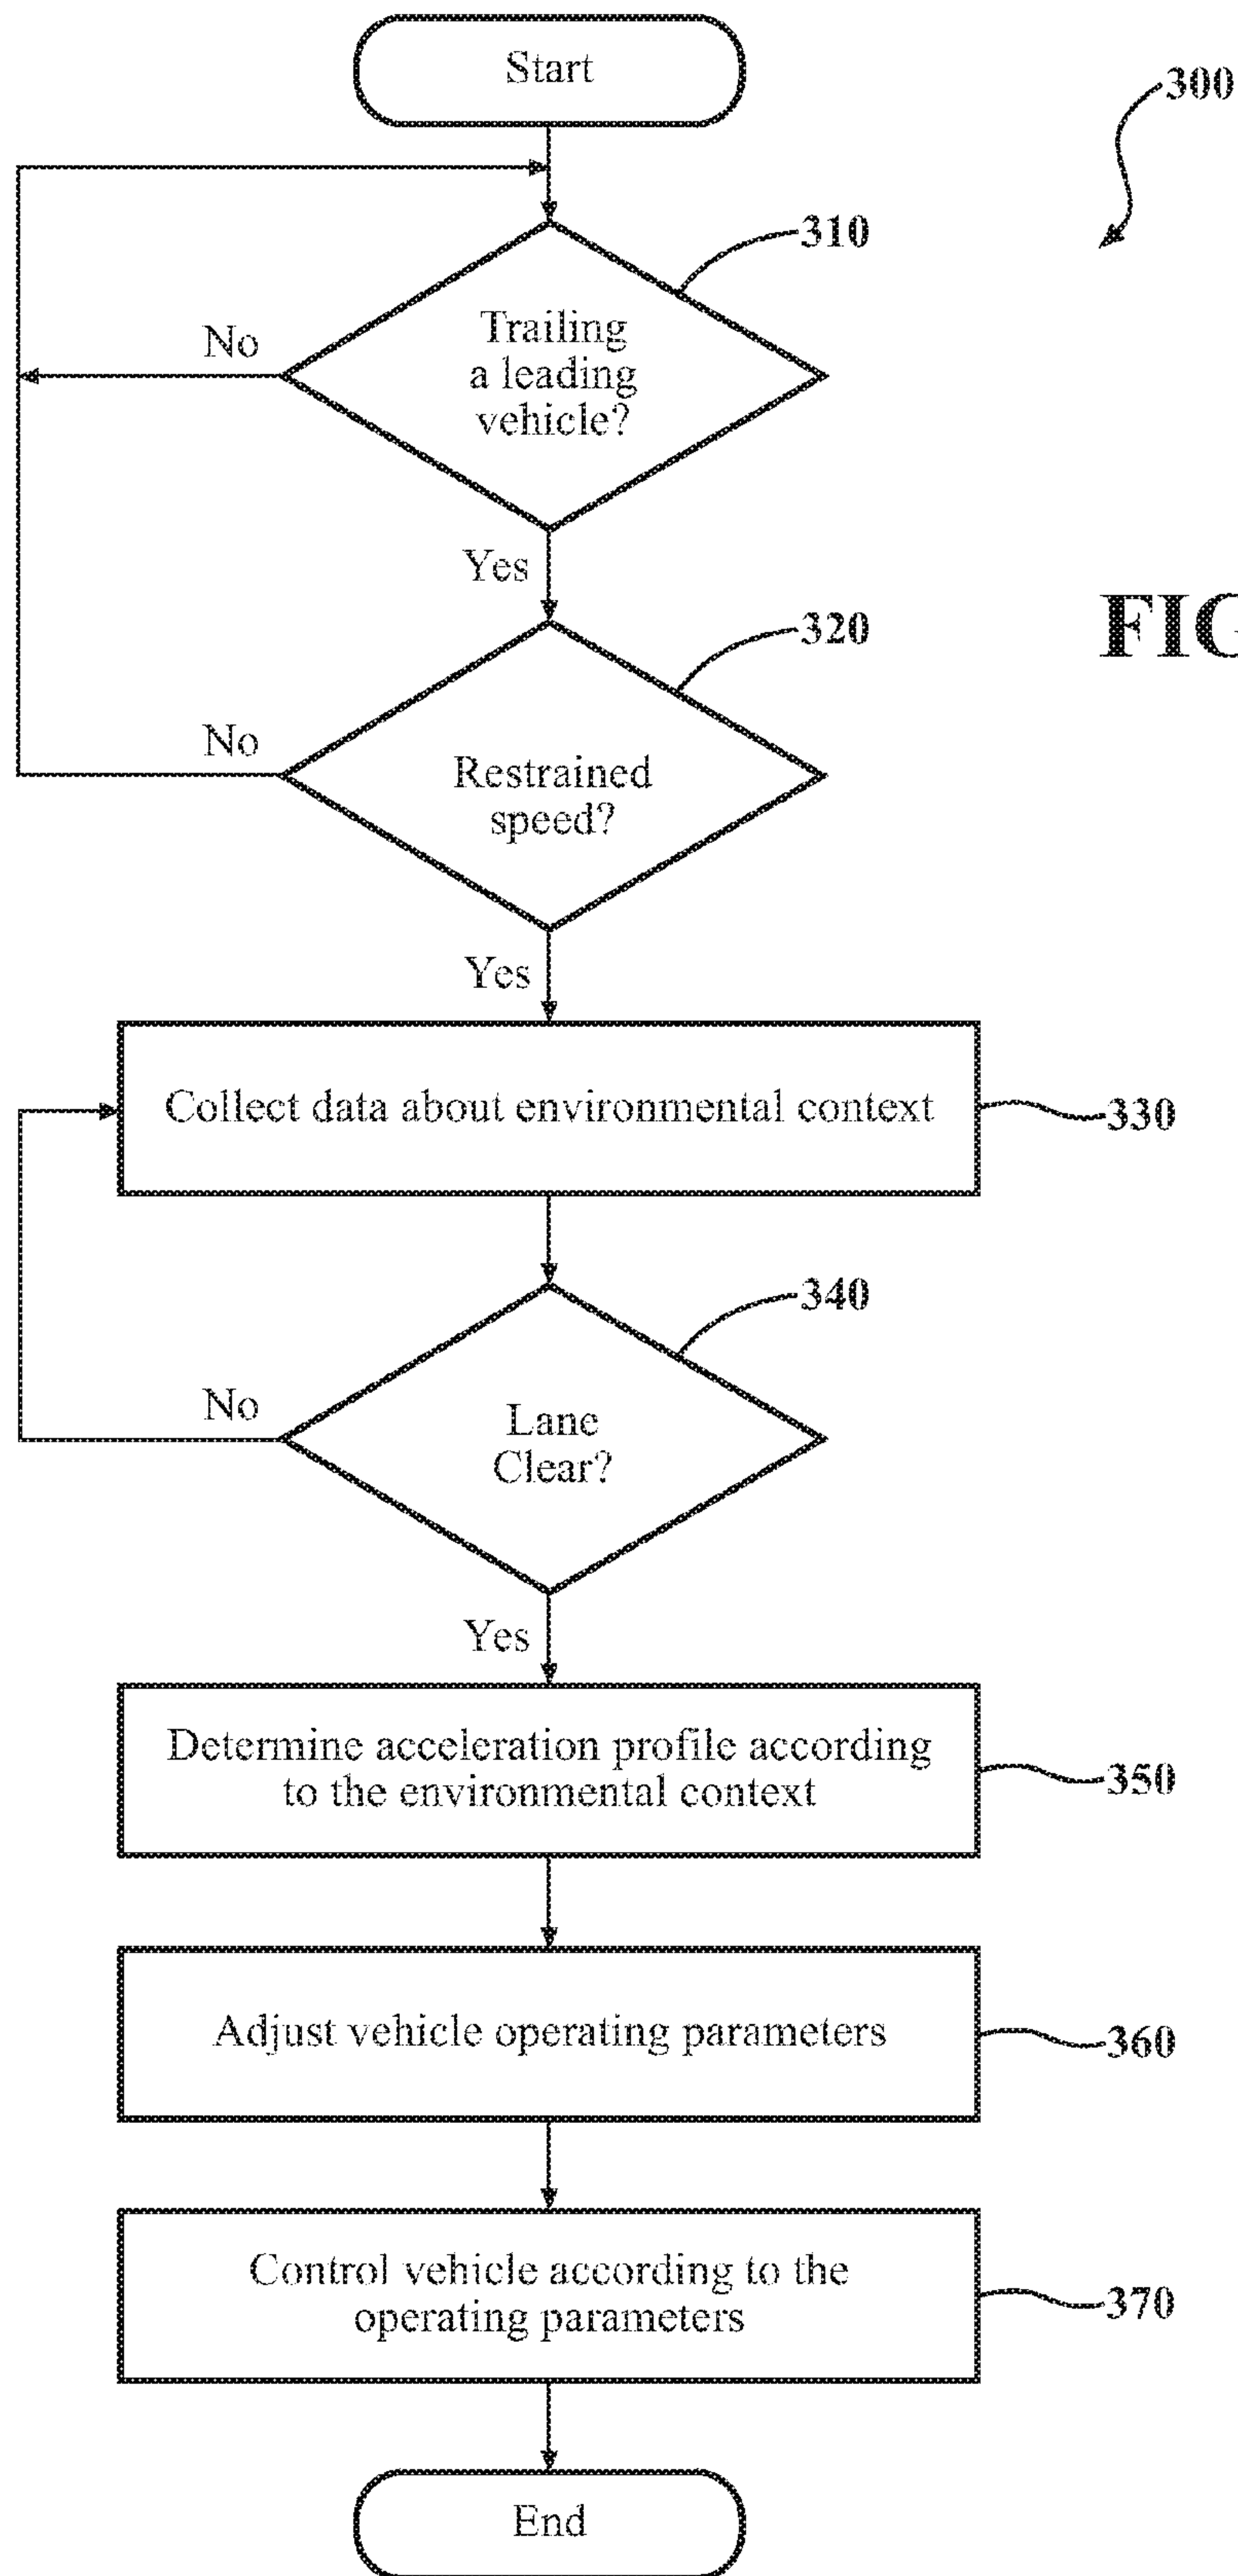 Start
300
310
Trailing
a leading
vehicle?
No
Yes
FIG
320
Restrained
speed?
No
Yes
Collect data about environmental context
330
340
Lane
Clear?
No
Yes
Determine acceleration profile according
to the environmental context
350
Adjust vehicle operating parameters
360
Control vehicle according to the
operating parameters
370
End